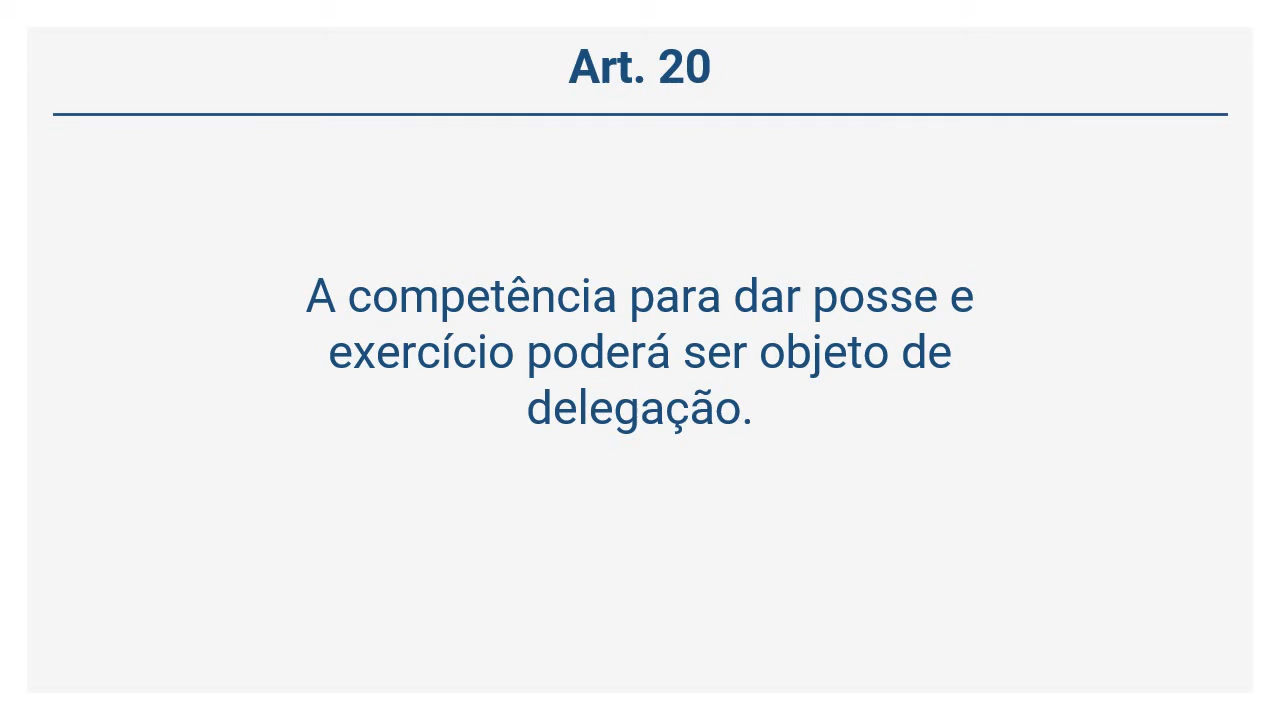 Art. 20
A competência para dar posse e
exercício poderá ser objeto de
delegação.